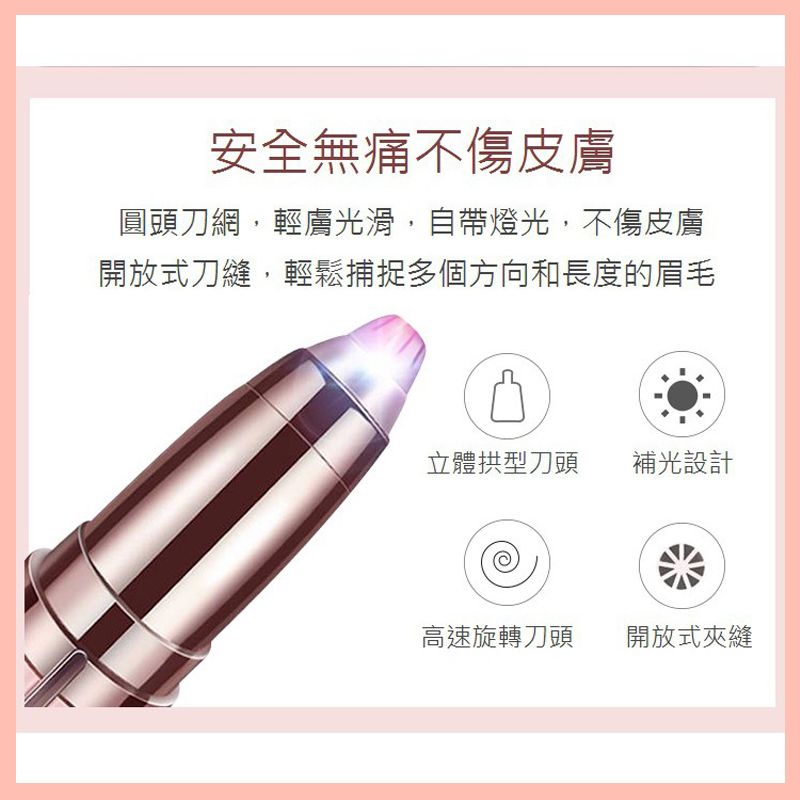 安全無痛不傷皮膚
圓頭刀網，輕膚光滑，自帶燈光，不傷皮膚
開放式刀縫，輕鬆捕捉多個方向和長度的眉毛
立體拱型刀頭
補光設計
高速旋轉刀頭
開放式夾縫